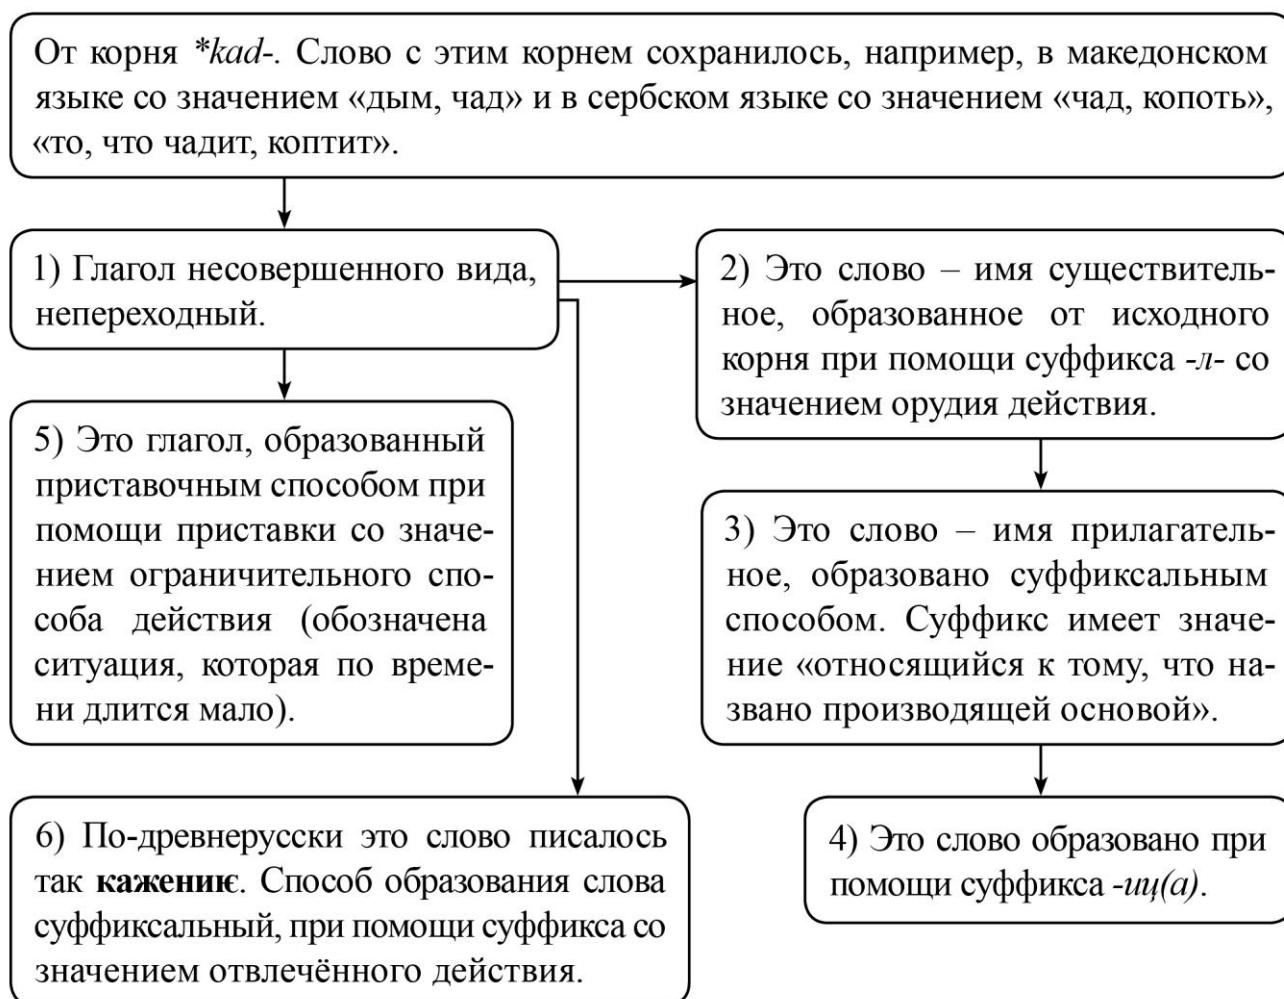 От корня *kad-. Слово с этим корнем сохранилось, например, в македонском
языке со значением «дым, чад» и в сербском языке со значением «чад, копоть»,
«то, что чадит, коптит».
1) Глагол несовершенного вида,
непереходный.
2) Это слово – имя существитель-
ное, образованное от исходного
корня при помощи суффикса -л- со
значением орудия действия.
5) Это глагол, образованный
приставочным способом при
помощи приставки со значе-
нием ограничительного спо-
соба действия (обозначена
ситуация, которая по време-
ни длится мало).
3) Это слово – имя прилагатель-
ное, образовано суффиксальным
способом. Суффикс имеет значе-
ние «относящийся к тому, что на-
звано производящей основой».
6) По-древнерусски это слово писалось
так кажениѥ. Способ образования слова
суффиксальный, при помощи суффикса со
значением отвлечённого действия.
4) Это слово образовано при
помощи суффикса -иц(а).